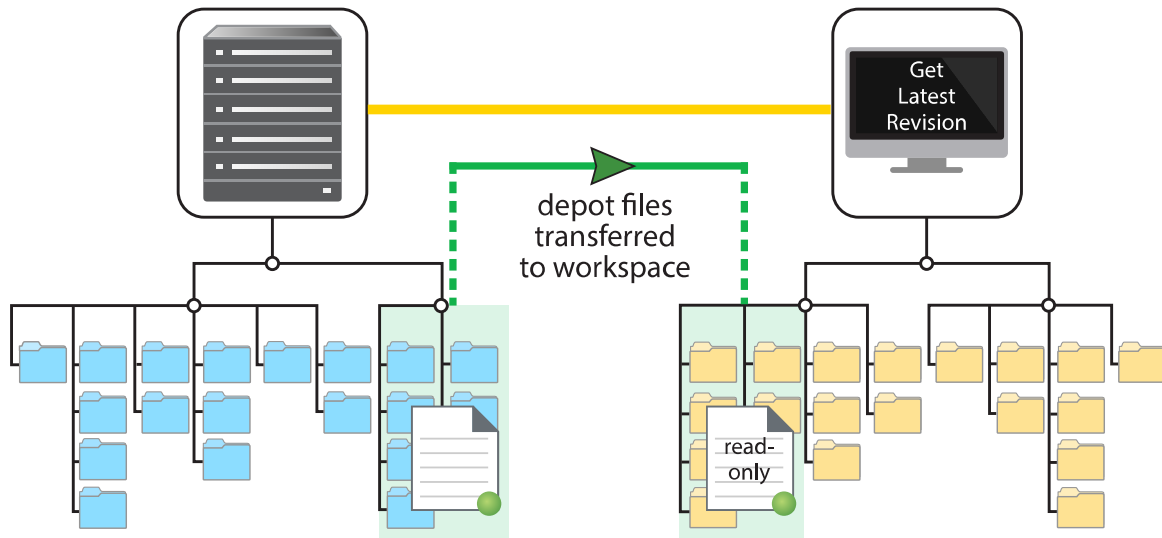 Get
Latest
Revision
depot files
transferred
to workspace
read-
only